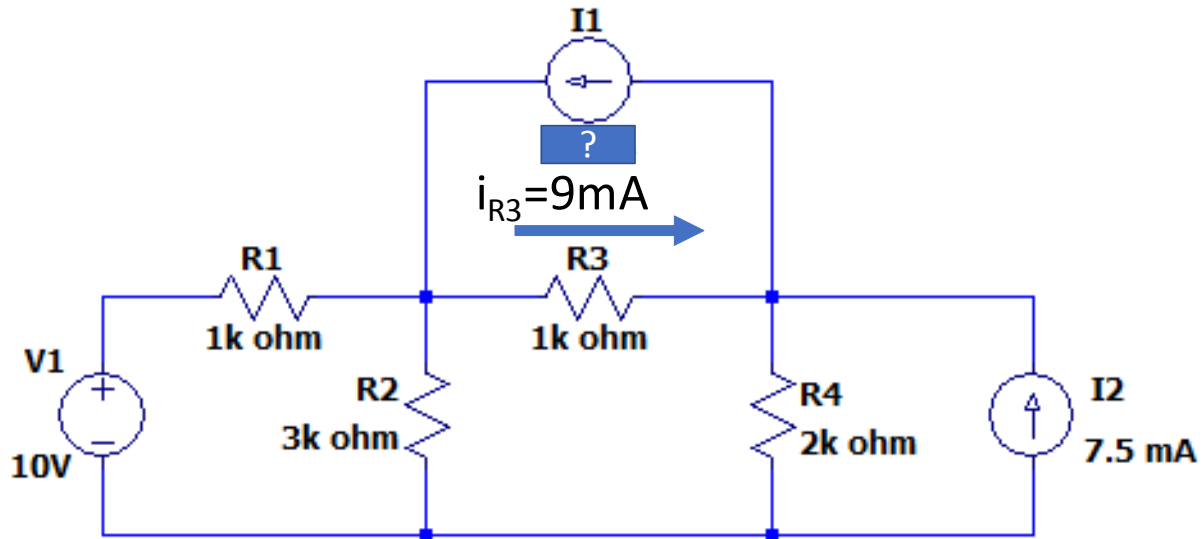 I1
?
iR3=9mA
R1
R3
1k ohm
1k ohm
V1
R2
R4
I2
3k ohm
2k ohm
7.5 mA
10V
+
−